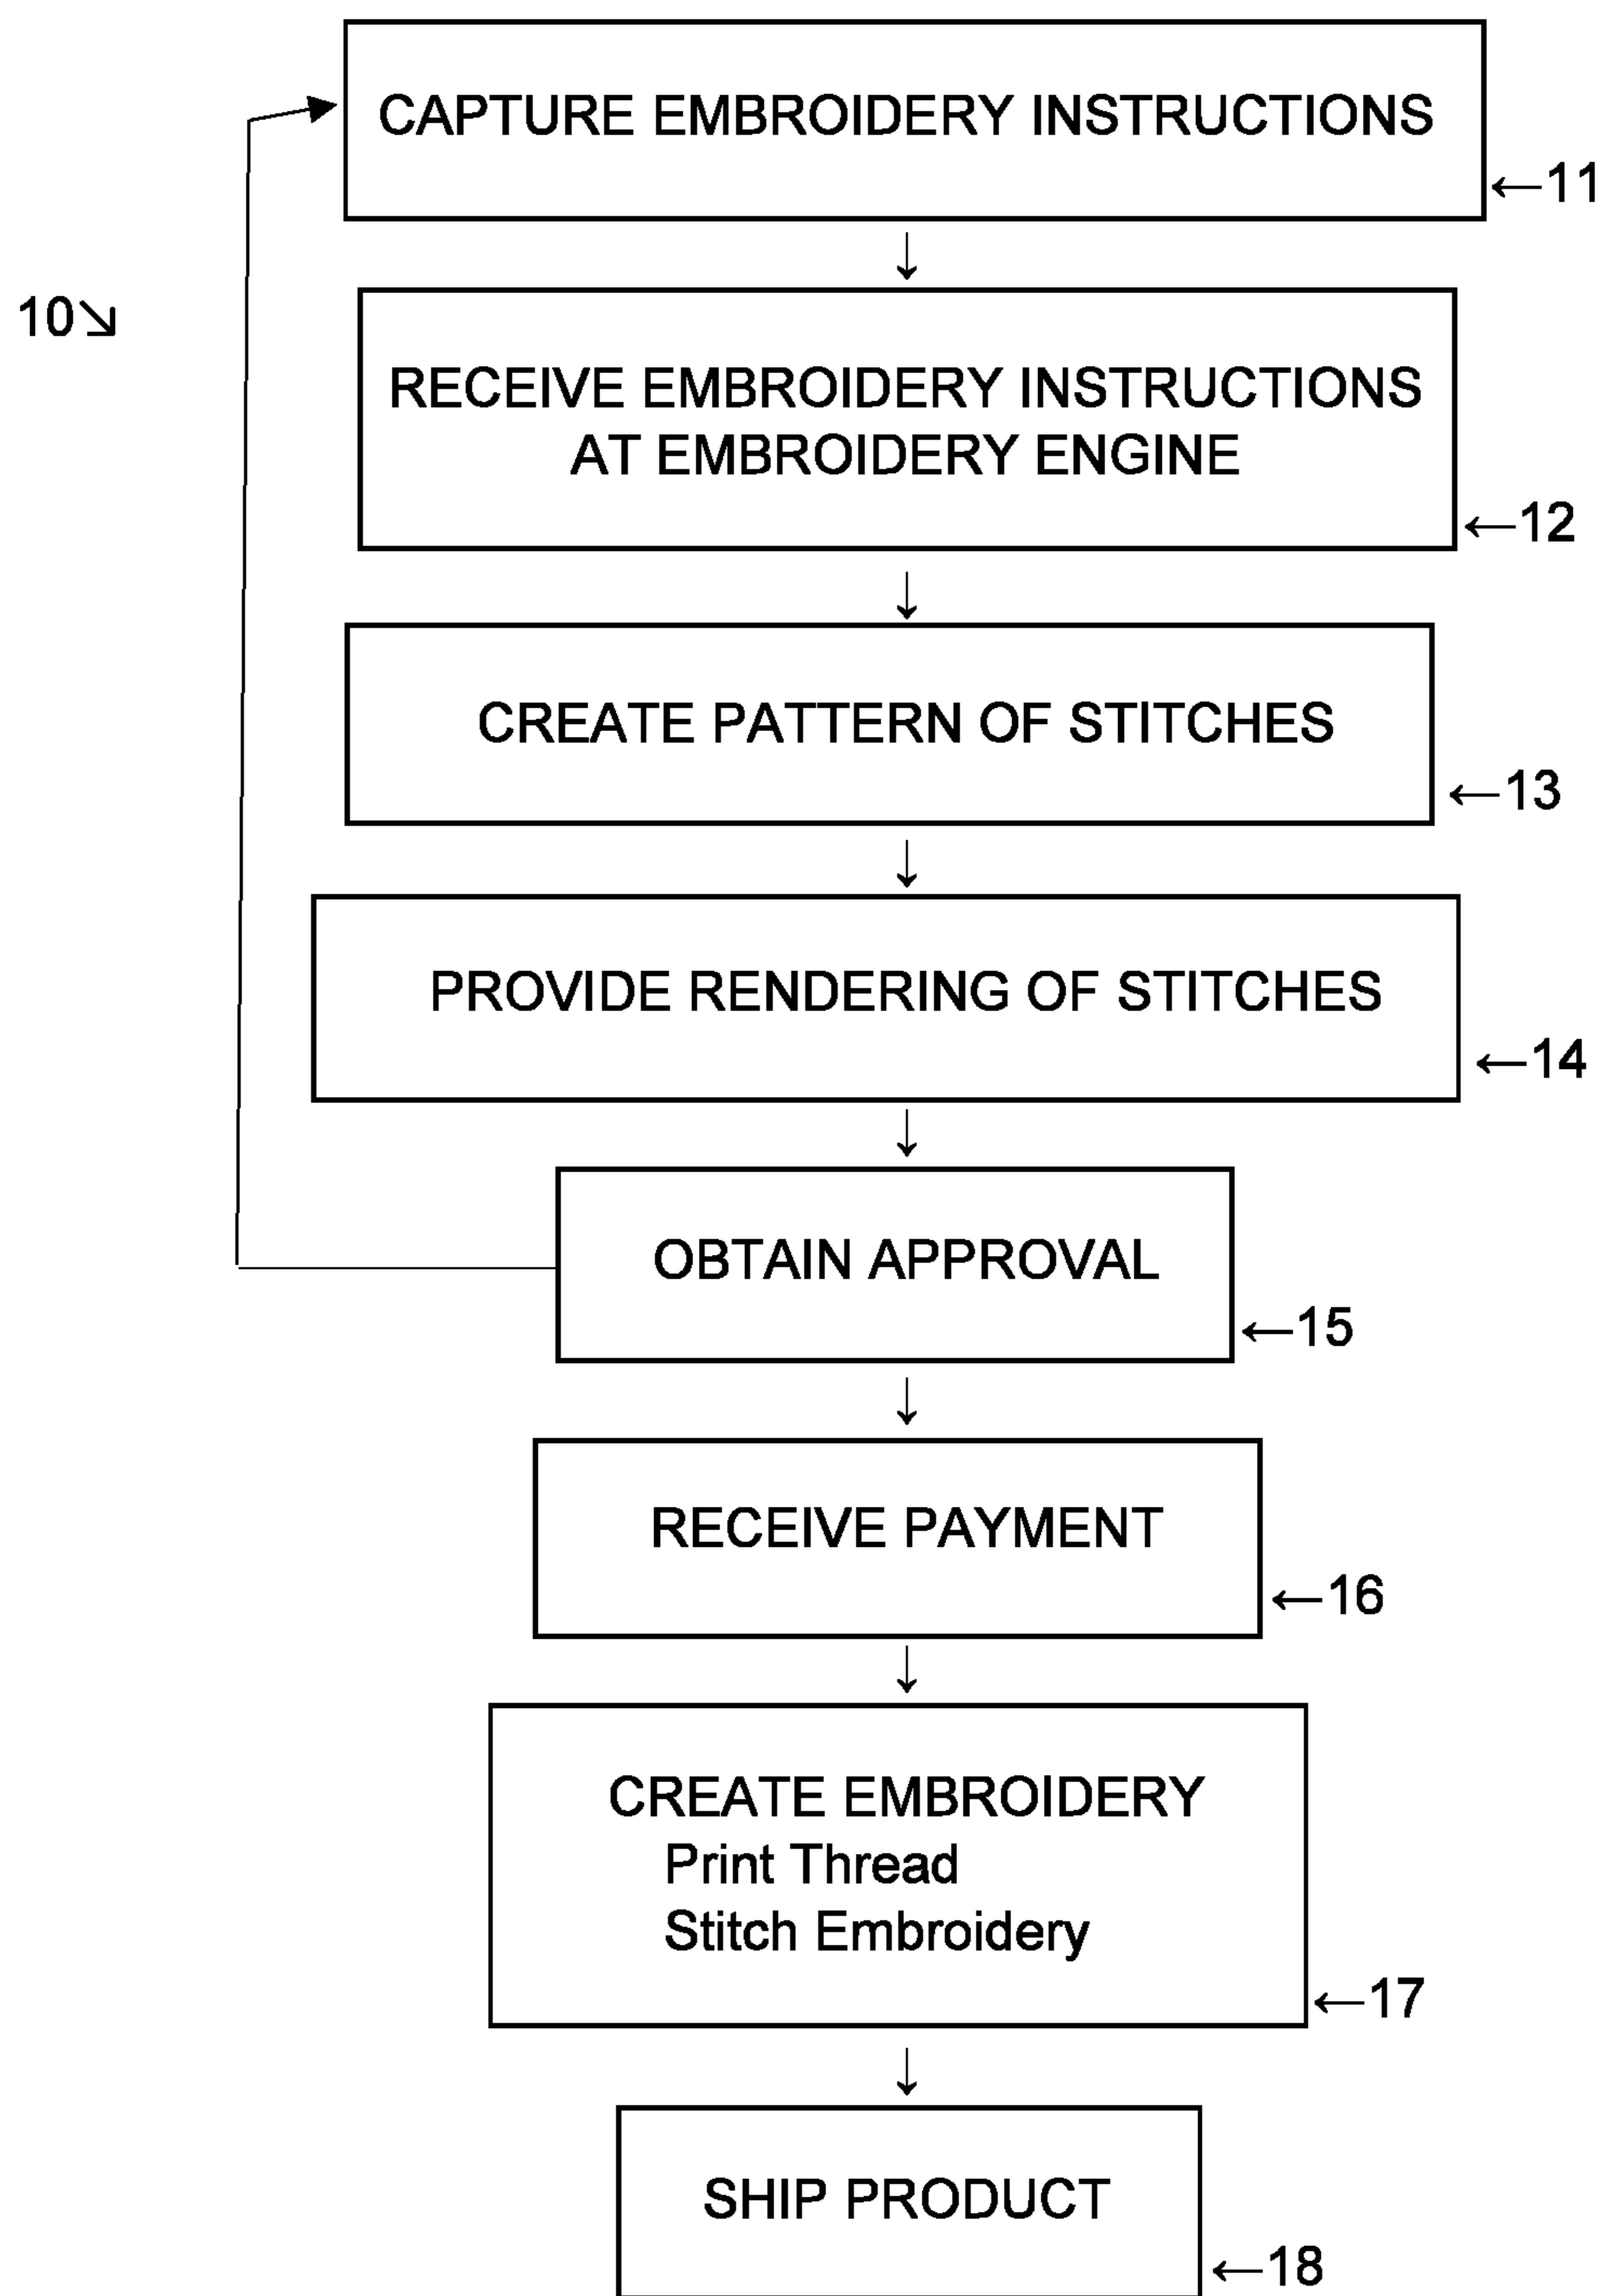 CAPTURE EMBROIDERY INSTRUCTIONS
←11
10↘
RECEIVE EMBROIDERY INSTRUCTIONS
AT EMBROIDERY ENGINE
←12
CREATE PATTERN OF STITCHES
←13
PROVIDE RENDERING OF STITCHES
←14
OBTAIN APPROVAL
←15
RECEIVE PAYMENT
←16
CREATE EMBROIDERY
Print Thread
Stitch Embroidery
←17
SHIP PRODUCT
←18